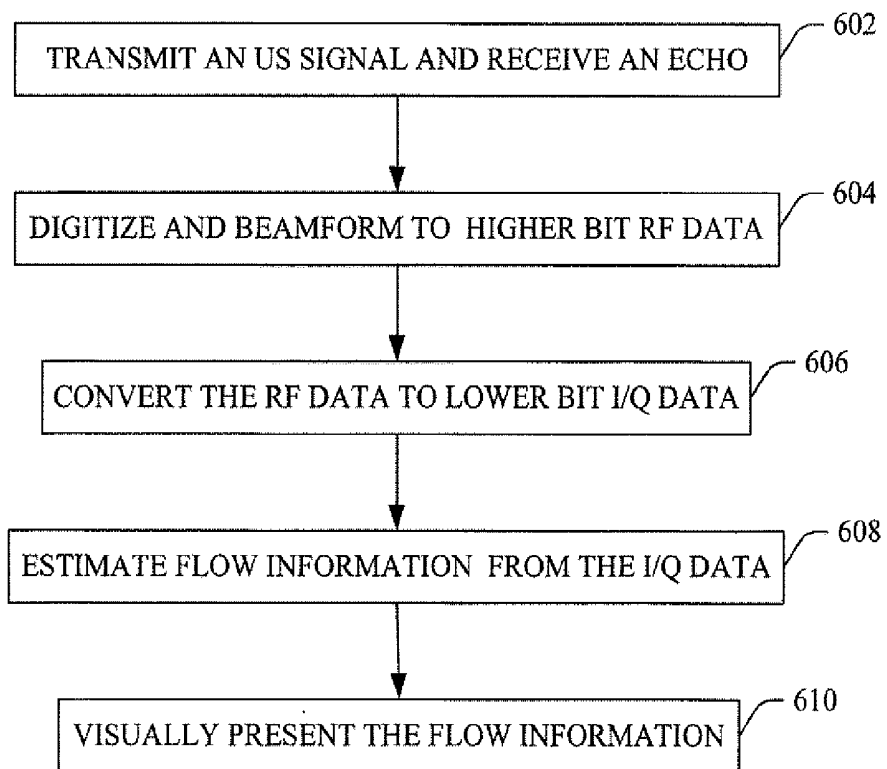 602
TRANSMIT AN US SIGNAL AND RECEIVE AN ECHO
604
DIGITIZE AND BEAMFORM TO HIGHER BIT RF DATA
606
CONVERT THE RF DATA TO LOWER BIT I/Q DATA
608
ESTIMATE FLOW INFORMATION FROM THE I/Q DATA
610
VISUALLY PRESENT THE FLOW INFORMATION